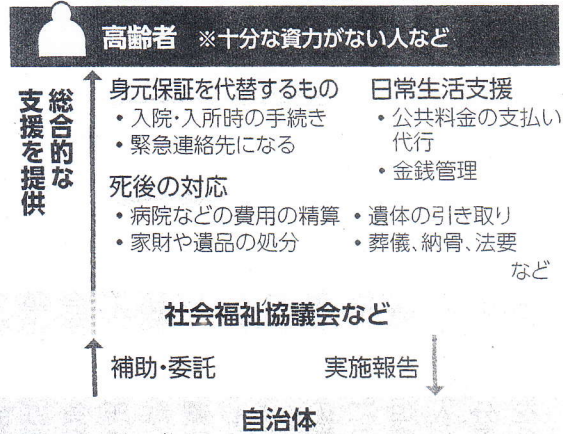 高齢者 ※十分な資力がない人など
総合的な
支援を提供
身元保証を代替するもの
・入院・入所時の手続き
・緊急連絡先になる
日常生活支援
・公共料金の支払い
代行
・金銭管理
死後の対応
・病院などの費用の精算
・家財や遺品の処分
・遺体の引き取り
・葬儀、納骨、法要
など
社会福祉協議会など
補助・委託
実施報告
自治体